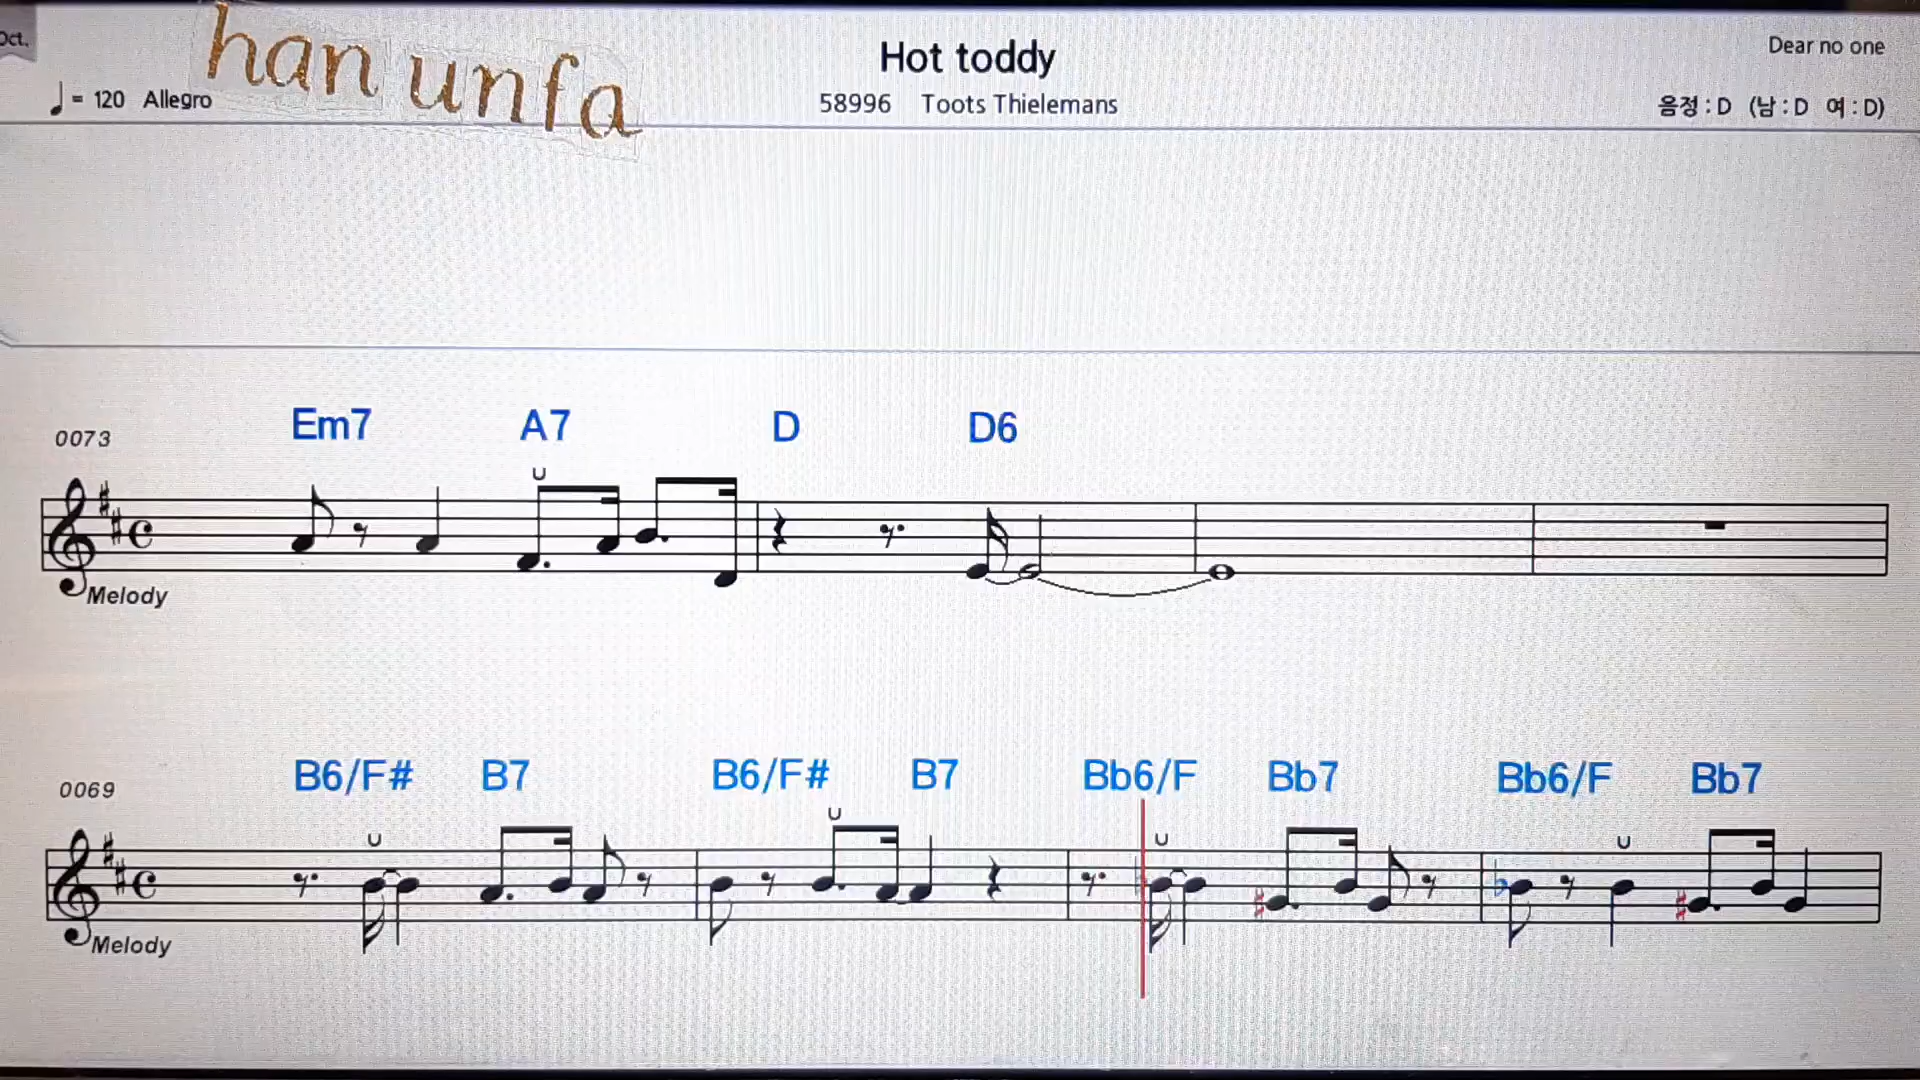 Oct.
han unfa
Hot toddy
Dear no one
= 120 Allegro
58996 Toots Thielemans
음정 : D (남 : D 여 : D)
Em7 A7 D D6
0073
Melody
B6/F# B7 B6/F# B7 Bb6/F Bb7 Bb6/F Bb7
0069
Melody